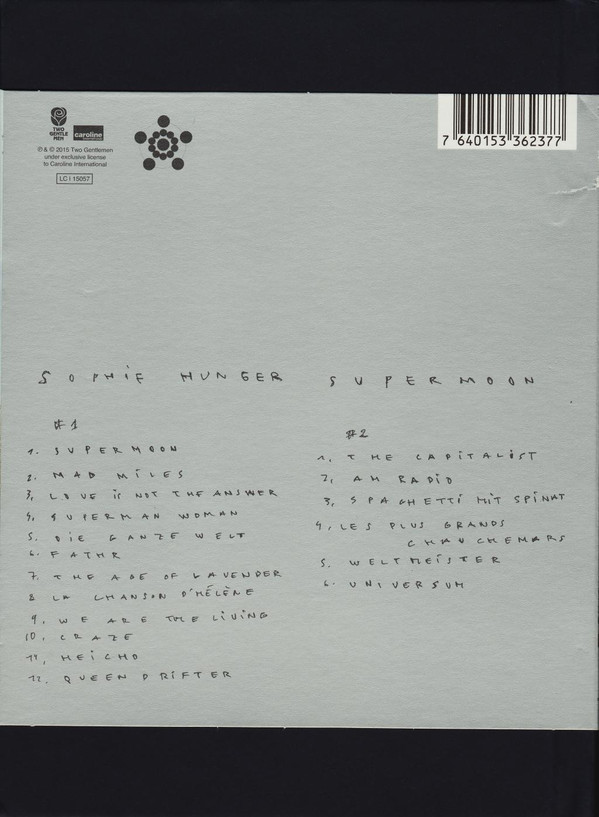 TWO
GENTLE
MEN
caroline
℗ & © 2015 Two Gentlemen
under exclusive license
to Caroline International
LC I 15057
7 640153 362377
SOPHIE HUNGER SUPERMOON
#1
1. SUPERMOON
2. MAD MILES
3, LOVE is NOT THE ANSWER
4, SUPERMAN WOMAN
5. DIE GANZE WELT
6. FATHR
7. THE AGE OF LAVENDER
8 LA CHANSON D'HÉLÈNE
9. WE ARE THE LIVING
10. CRAZE
11, HEICHO
12. QUEEN DRIFTER
#2
1. THE CAPITALIST
2, AM RADIO
3, SPAGHETTI MIT SPINAT
4, LES PLUS GRANDS
CHAUCHEMARS
5. WELTMEISTER
6. UNIVERSUM